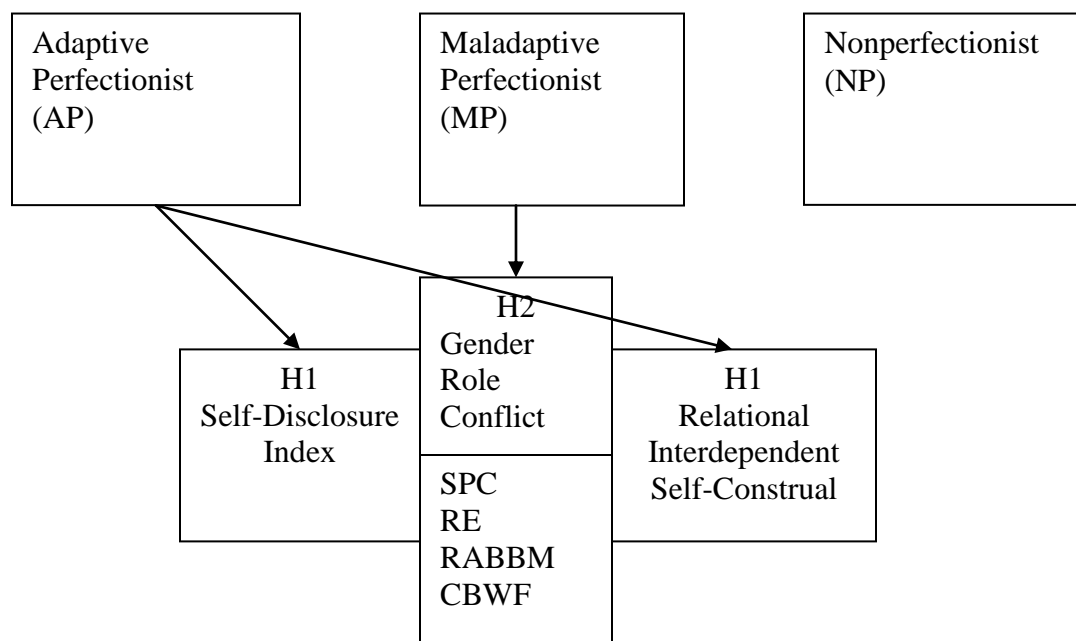 Adaptive
Perfectionist
(AP)
Maladaptive
Perfectionist
(MP)
Nonperfectionist
(NP)
H1
Self-Disclosure
Index
H2
Gender
Role
Conflict
SPC
RE
RABBM
CBWF
H1
Relational
Interdependent
Self-Construal